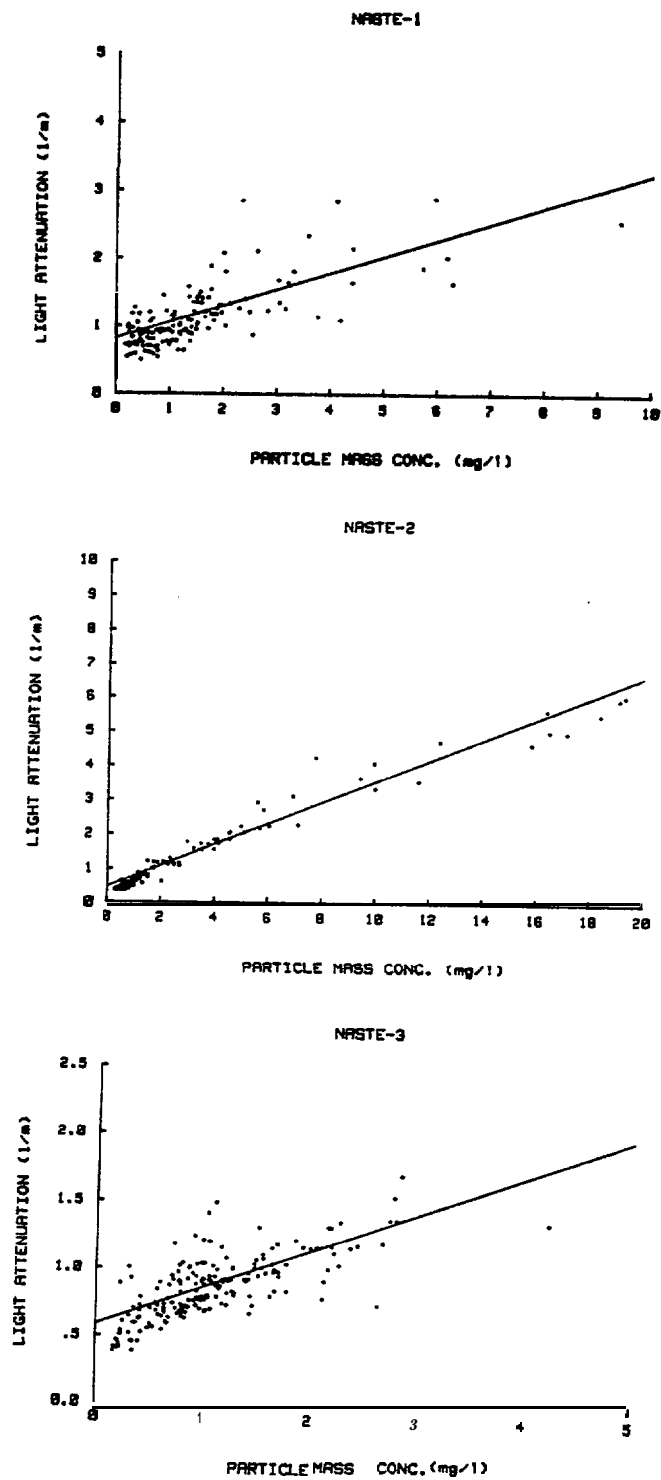 NASTE-1
LIGHT ATTENUATION (1/m)
5
4
3
2
1
0
0 1 2 3 4 5 6 7 8 9 10
PARTICLE MASS CONC. (mg/l)
NASTE-2
LIGHT ATTENUATION (1/m)
10
9
8
7
6
5
4
3
2
1
0
0 2 4 6 8 10 12 14 16 18 20
PARTICLE MASS CONC. (mg/l)
NASTE-3
LIGHT ATTENUATION (1/m)
2.5
2.0
1.5
1.0
.5
0.0
0 1 2 3 4 5
PARTICLE MASS CONC. (mg/l)